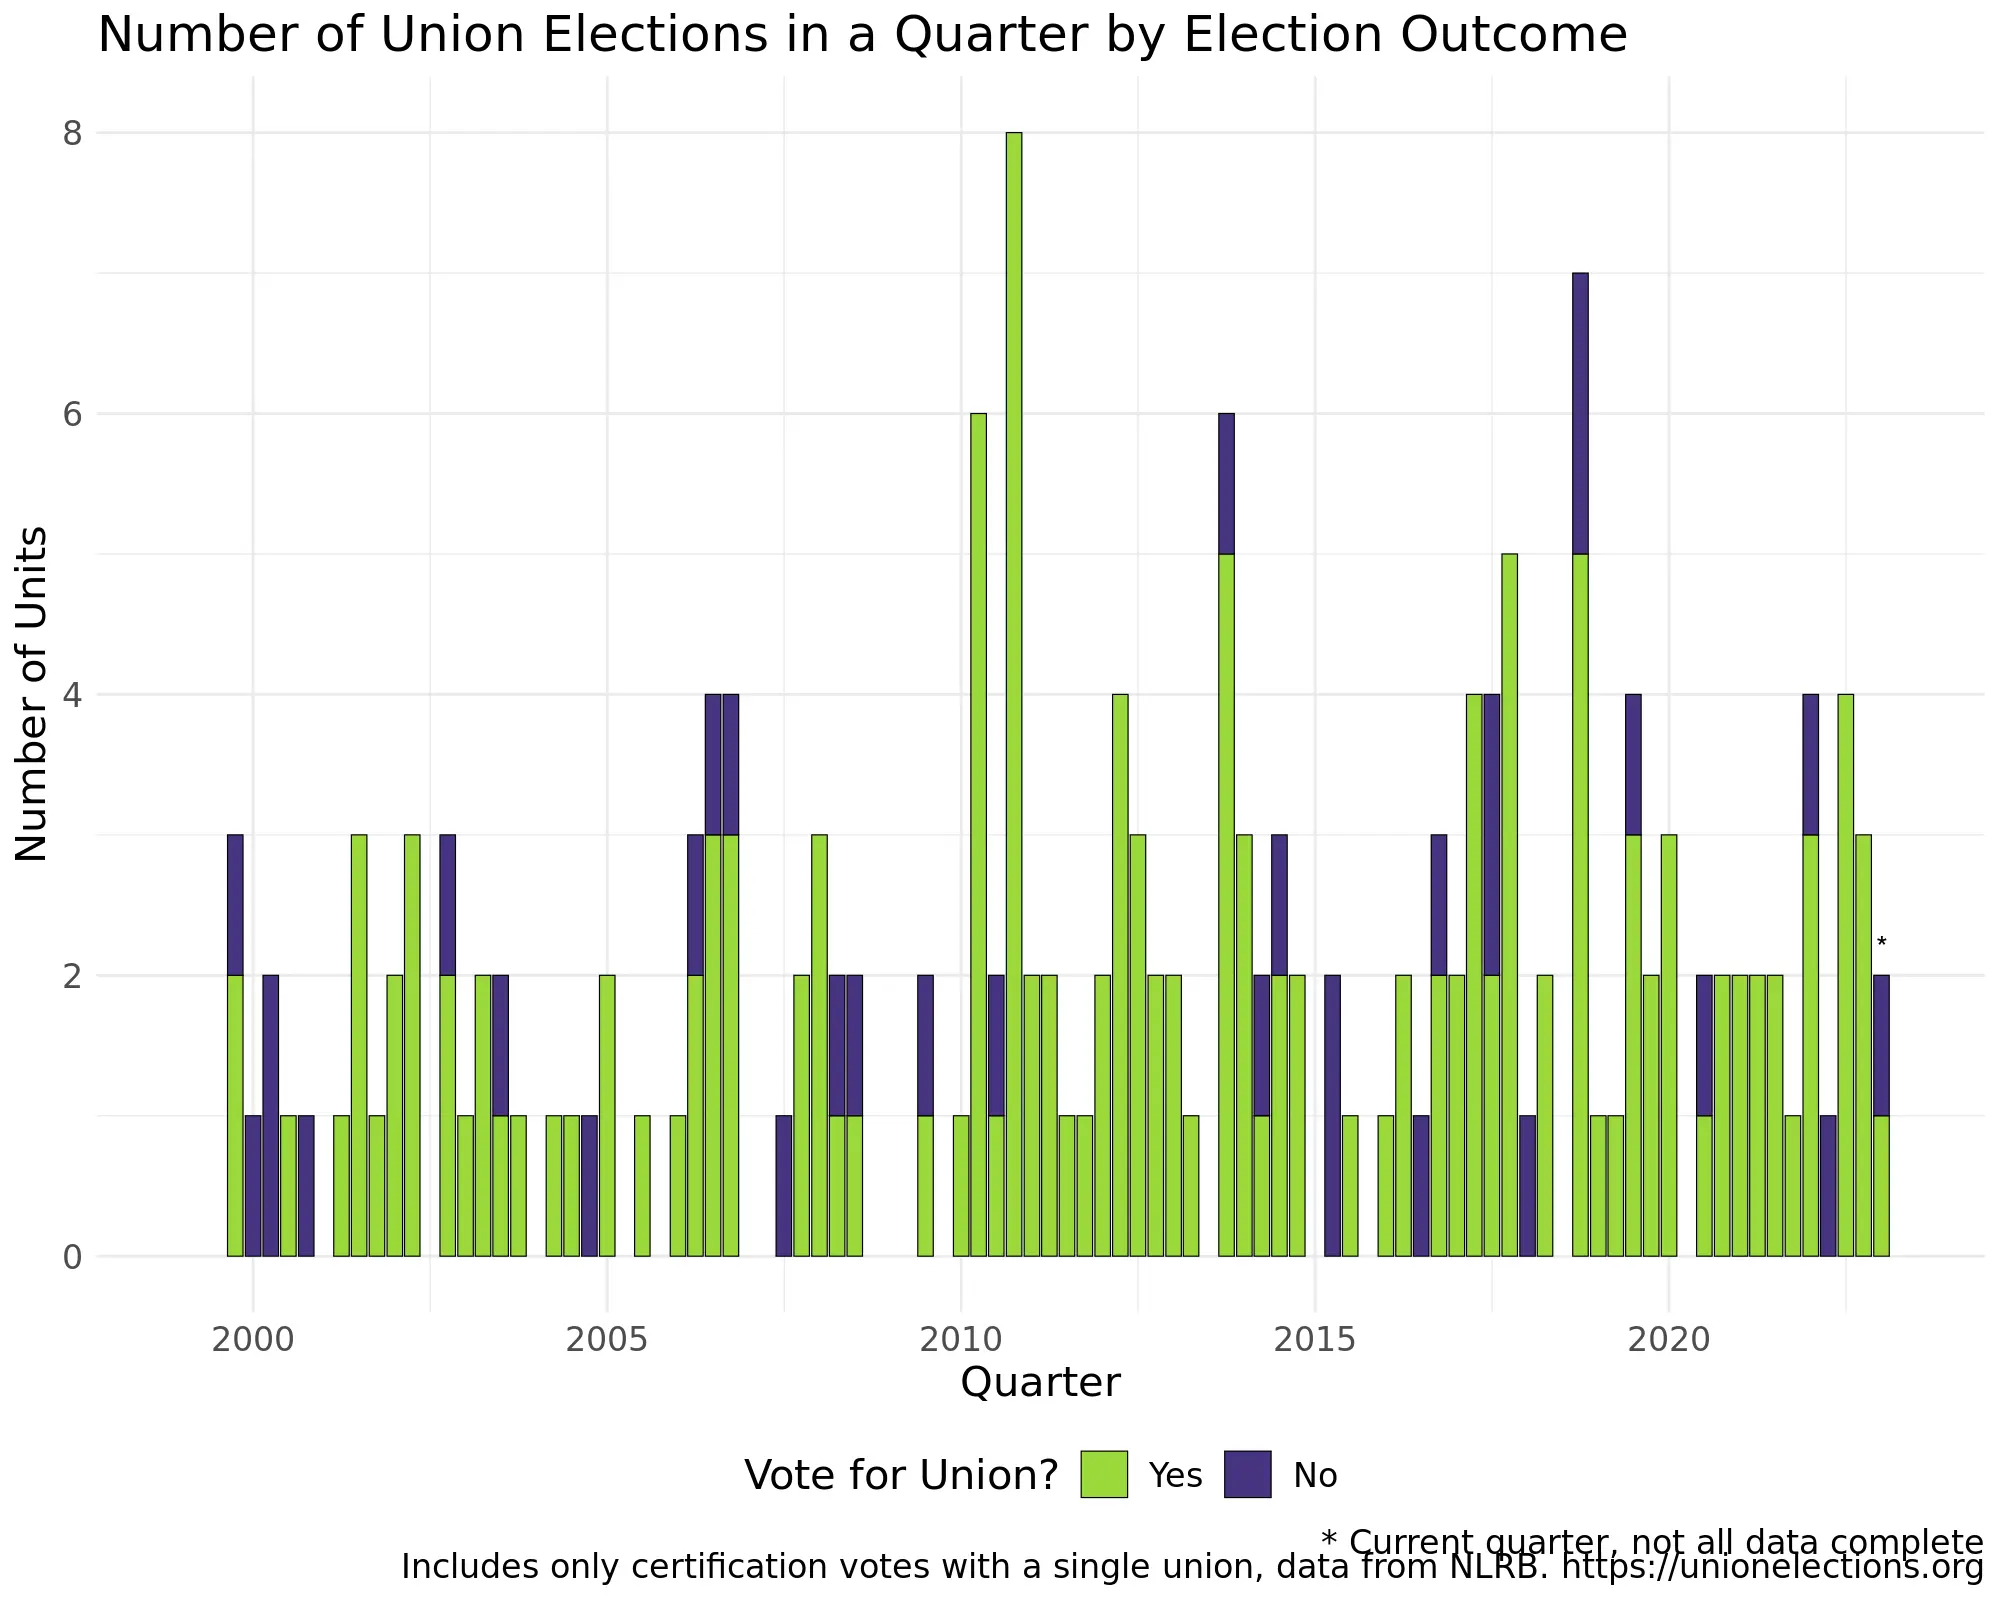 Number of Union Elections in a Quarter by Election Outcome
8
6
4
2
0
Number of Units
*
2000 2005 2010 2015 2020
Quarter
Vote for Union? Yes No
* Current quarter, not all data complete
Includes only certification votes with a single union, data from NLRB. https://unionelections.org